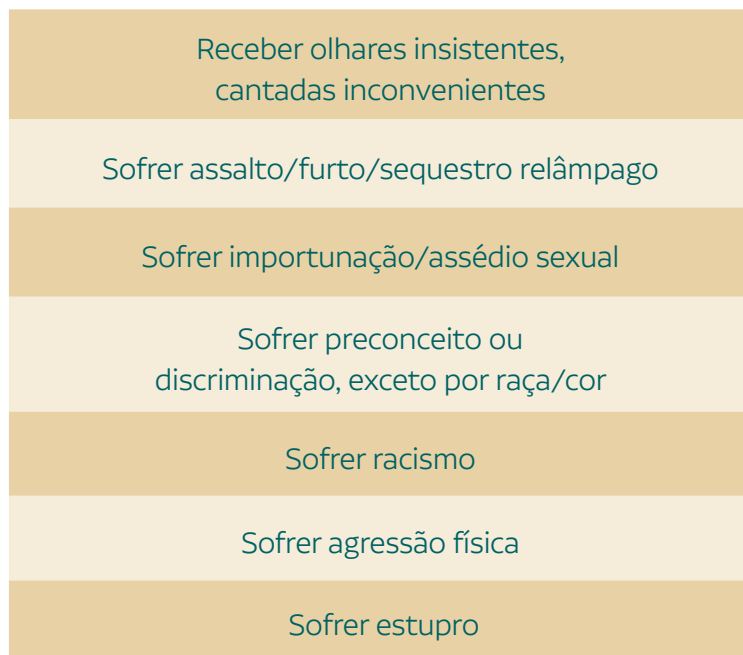 Receber olhares insistentes,
cantadas inconvenientes
Sofrer assalto/furto/sequestro relâmpago
Sofrer importunação/assédio sexual
Sofrer preconceito ou
discriminação, exceto por raça/cor
Sofrer racismo
Sofrer agressão física
Sofrer estupro